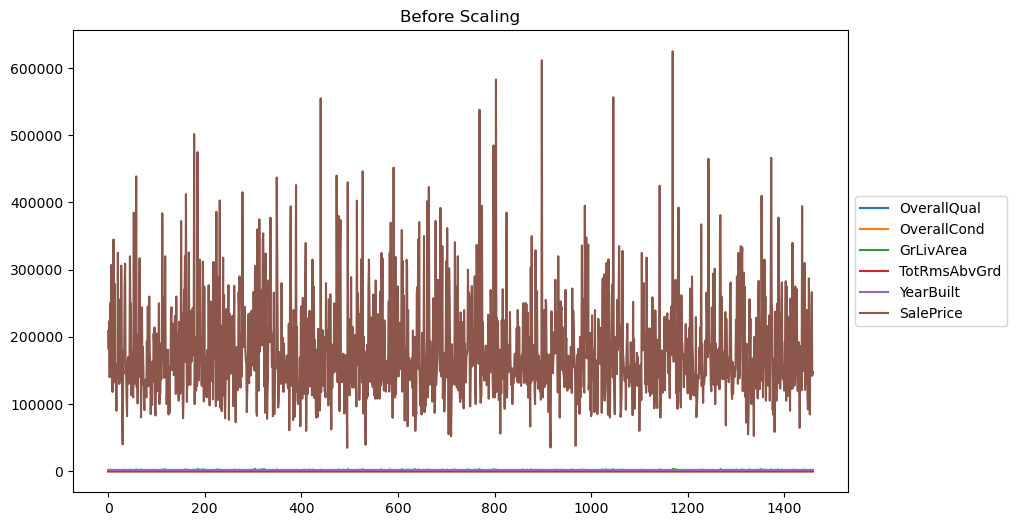 Before Scaling
600000
500000
400000
300000
200000
100000
0
0 200 400 600 800 1000 1200 1400
OverallQual
OverallCond
GrLivArea
TotRmsAbvGrd
YearBuilt
SalePrice